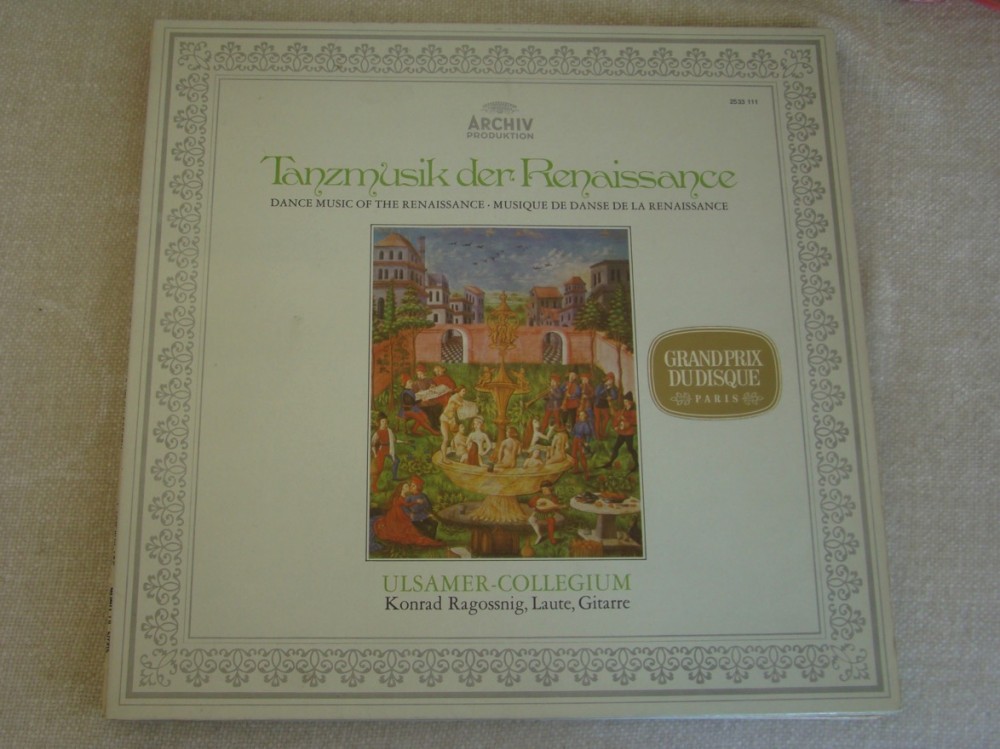 2533 111
ARCHIV
PRODUKTION
Tanzmusik der Renaissance
DANCE MUSIC OF THE RENAISSANCE · MUSIQUE DE DANSE DE LA RENAISSANCE
GRAND PRIX
DU DISQUE
PARIS
ULSAMER-COLLEGIUM
Konrad Ragossnig, Laute, Gitarre